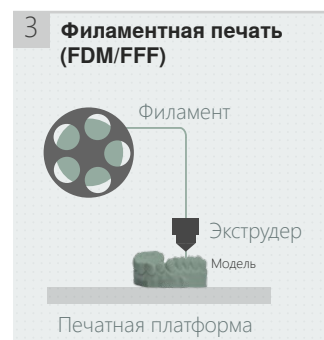 3
Филаментная печать
(FDM/FFF)
Филамент
Экструдер
Модель
Печатная платформа